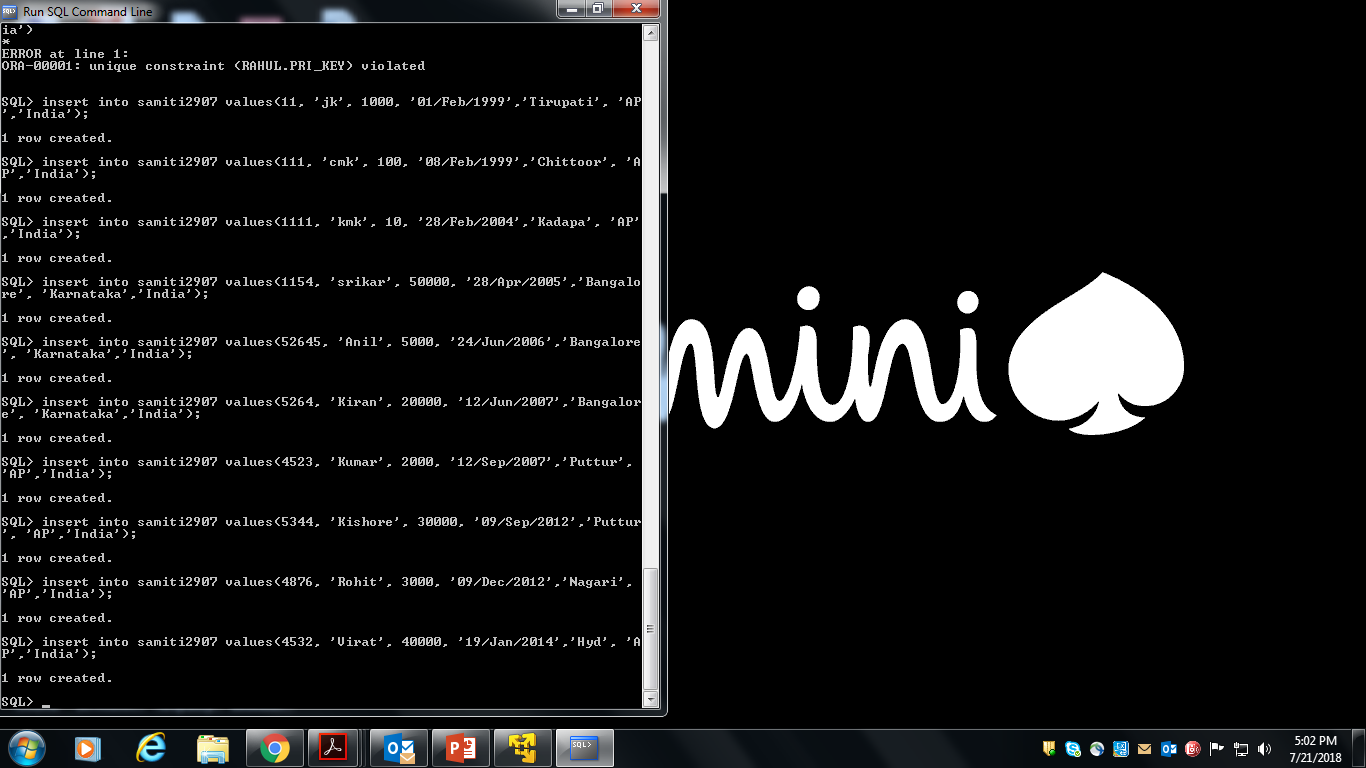 Run SQL Command Line
ia')
*
ERROR at line 1:
ORA-00001: unique constraint (RAHUL.PRI_KEY) violated
SQL> insert into samiti2907 values(11, 'jk', 1000, '01/Feb/1999','Tirupati', 'AP
','India');
1 row created.
SQL> insert into samiti2907 values(111, 'cmk', 100, '08/Feb/1999','Chittoor', 'A
P','India');
1 row created.
SQL> insert into samiti2907 values(1111, 'kmk', 10, '28/Feb/2004','Kadapa', 'AP'
,'India');
1 row created.
SQL> insert into samiti2907 values(1154, 'srikar', 50000, '28/Apr/2005','Bangalo
re', 'Karnataka','India');
1 row created.
SQL> insert into samiti2907 values(52645, 'Anil', 5000, '24/Jun/2006','Bangalore
', 'Karnataka','India');
1 row created.
SQL> insert into samiti2907 values(5264, 'Kiran', 20000, '12/Jun/2007','Bangalor
e', 'Karnataka','India');
1 row created.
SQL> insert into samiti2907 values(4523, 'Kumar', 2000, '12/Sep/2007','Puttur',
'AP','India');
1 row created.
SQL> insert into samiti2907 values(5344, 'Kishore', 30000, '09/Sep/2012','Puttur
', 'AP','India');
1 row created.
SQL> insert into samiti2907 values(4876, 'Rohit', 3000, '09/Dec/2012','Nagari',
'AP','India');
1 row created.
SQL> insert into samiti2907 values(4532, 'Virat', 40000, '19/Jan/2014','Hyd', 'A
P','India');
1 row created.
SQL> _
mini
5:02 PM
7/21/2018